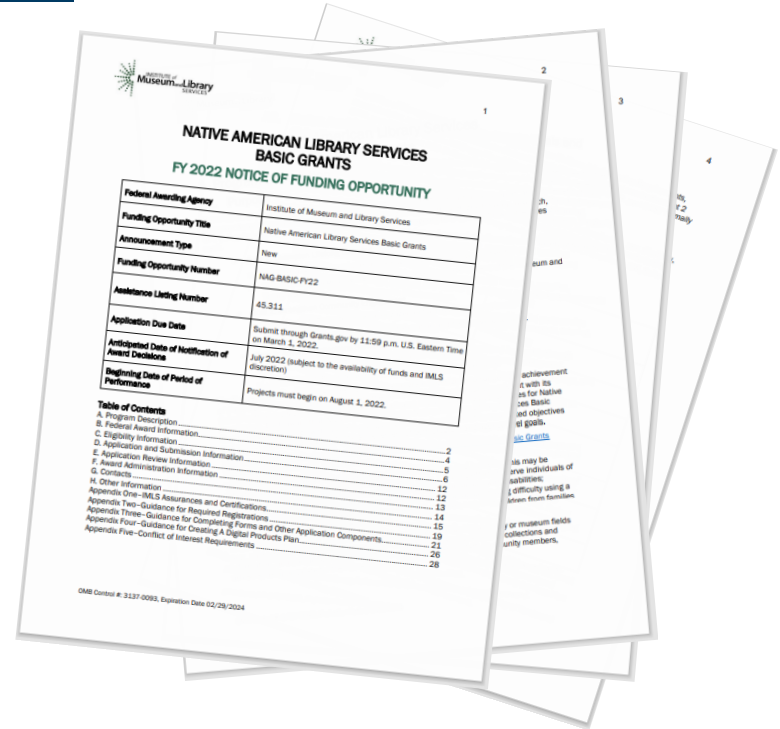 INSTITUTE of
Museum and Library
SERVICES
1
NATIVE AMERICAN LIBRARY SERVICES
BASIC GRANTS
FY 2022 NOTICE OF FUNDING OPPORTUNITY
Federal Awarding Agency Institute of Museum and Library Services
Funding Opportunity Title Native American Library Services Basic Grants
Announcement Type New
Funding Opportunity Number NAG-BASIC-FY22
Assistance Listing Number 45.311
Application Due Date Submit through Grants.gov by 11:59 p.m. U.S. Eastern Time
on March 1, 2022.
Anticipated Date of Notification of
Award Decisions July 2022 (subject to the availability of funds and IMLS
discretion)
Beginning Date of Period of
Performance Projects must begin on August 1, 2022.
Table of Contents
A. Program Description 2
B. Federal Award Information 4
C. Eligibility Information 5
D. Application and Submission Information 6
E. Application Review Information 12
F. Award Administration Information 12
G. Contacts 13
H. Other Information 14
Appendix One—IMLS Assurances and Certifications 15
Appendix Two—Guidance for Required Registrations 19
Appendix Three—Guidance for Completing Forms and Other Application Components 21
Appendix Four—Guidance for Creating A Digital Products Plan 26
Appendix Five—Conflict of Interest Requirements 28
OMB Control #: 3137-0093, Expiration Date 02/29/2024
2
eum and
achievement
t with its
es for Native
ces Basic
ed objectives
goals.
sic Grants
his may be
erve individuals of
sabilities;
difficulty using a
ldren from families
y or museum fields
collections and
unity members,
3
4